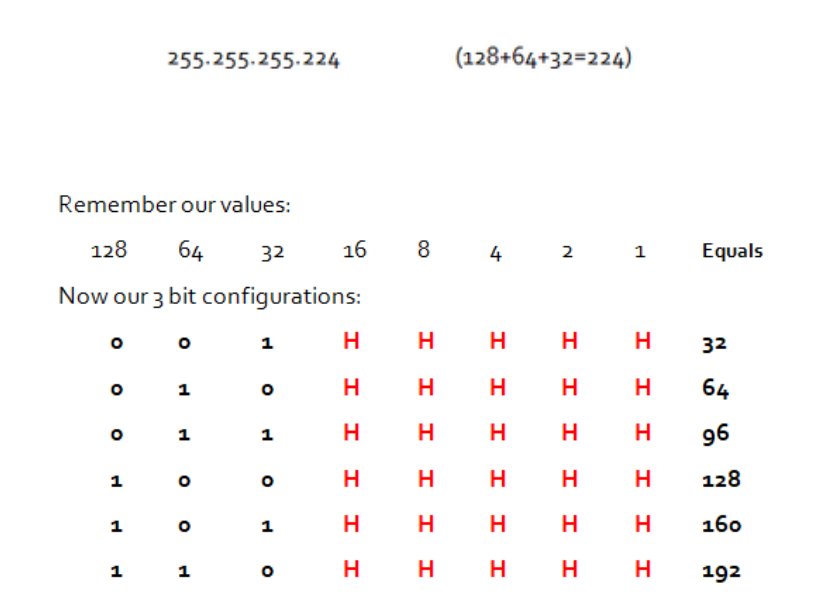 255.255.255.224 (128+64+32=224)
Remember our values:
128 64 32 16 8 4 2 1 Equals
Now our 3 bit configurations:
0 0 1 H H H H H 32
0 1 0 H H H H H 64
0 1 1 H H H H H 96
1 0 0 H H H H H 128
1 0 1 H H H H H 160
1 1 0 H H H H H 192